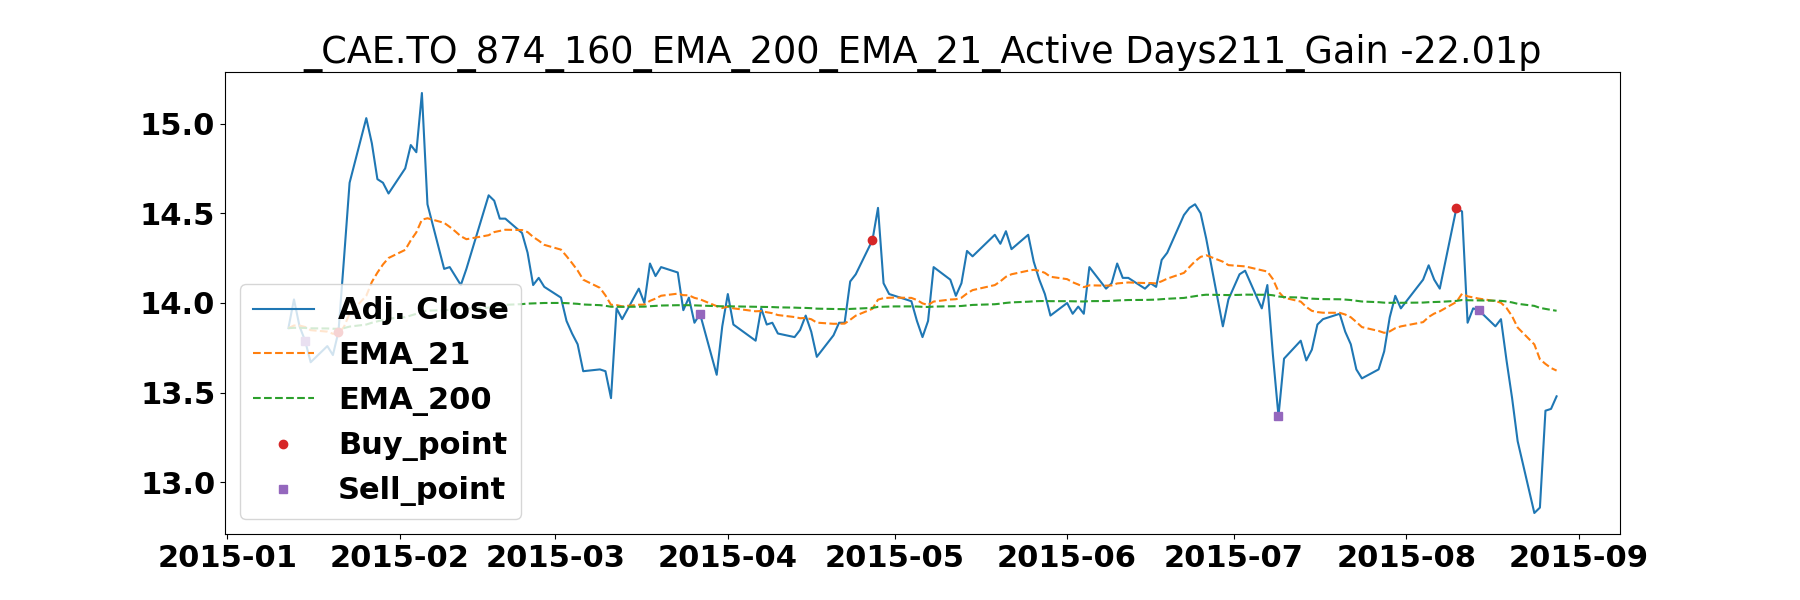 _CAE.TO_874_160_EMA_200_EMA_21_Active Days211_Gain -22.01p
15.0
14.5
14.0
13.5
13.0
Adj. Close
EMA_21
EMA_200
Buy_point
Sell_point
2015-01 2015-02 2015-03 2015-04 2015-05 2015-06 2015-07 2015-08 2015-09